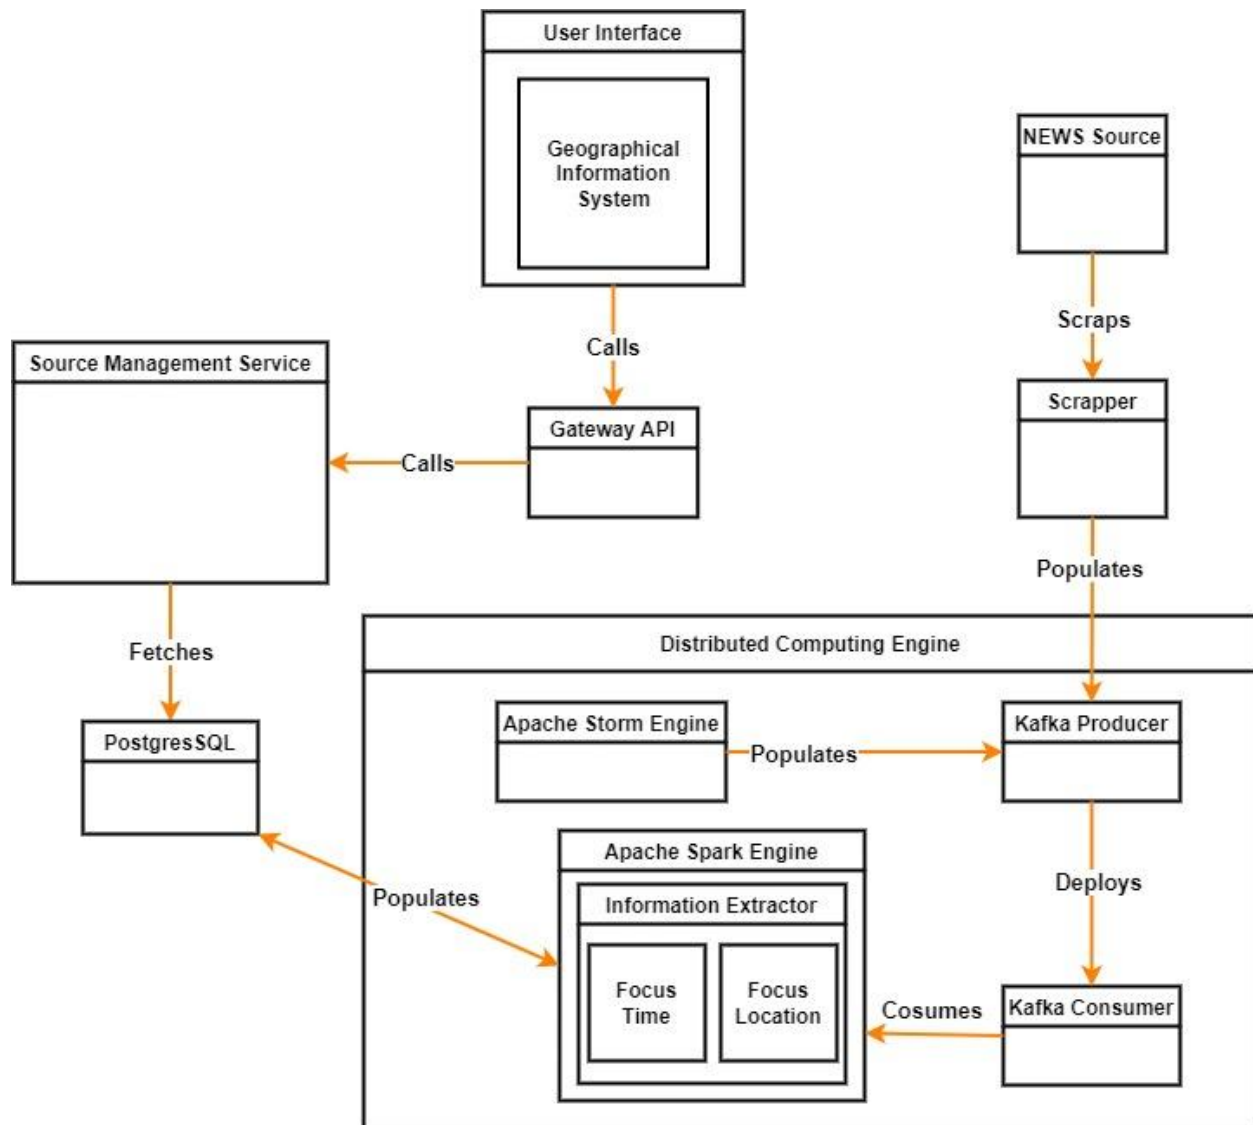 User Interface
Geographical
Information
System
NEWS Source
Calls
Scraps
Source Management Service
Gateway API
Scrapper
Calls
Fetches
Populates
Distributed Computing Engine
PostgresSQL
Apache Storm Engine
Populates
Kafka Producer
Apache Spark Engine
Populates
Information Extractor
Deploys
Focus
Time
Focus
Location
Cosumes
Kafka Consumer